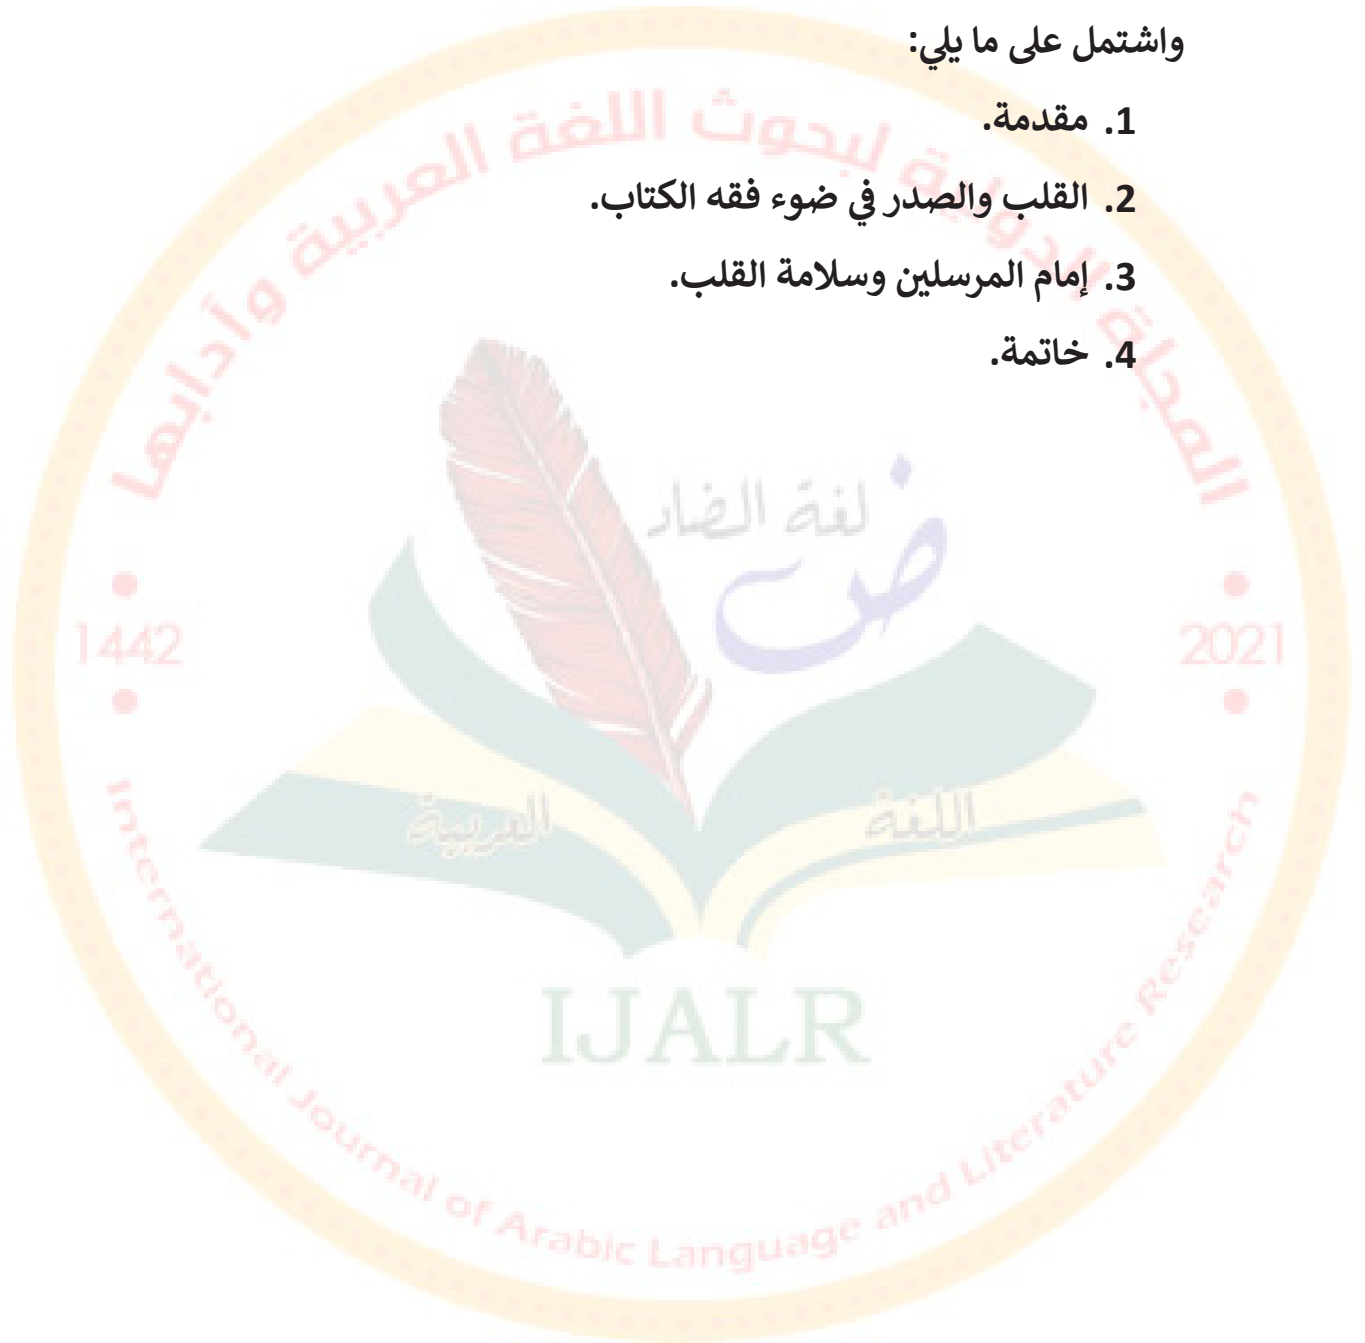 واشتمل على ما يلي:
1. مقدمة.
2. القلب والصدر في ضوء فقه الكتاب.
3. إمام المرسلين وسلامة القلب.
4. خاتمة.
المجلة الدولية لبحوث اللغة العربية وآدابها
لغة الضاد
ض
1442
2021
العربية
اللغة
IJALR
International Journal of Arabic Language and Literature Research